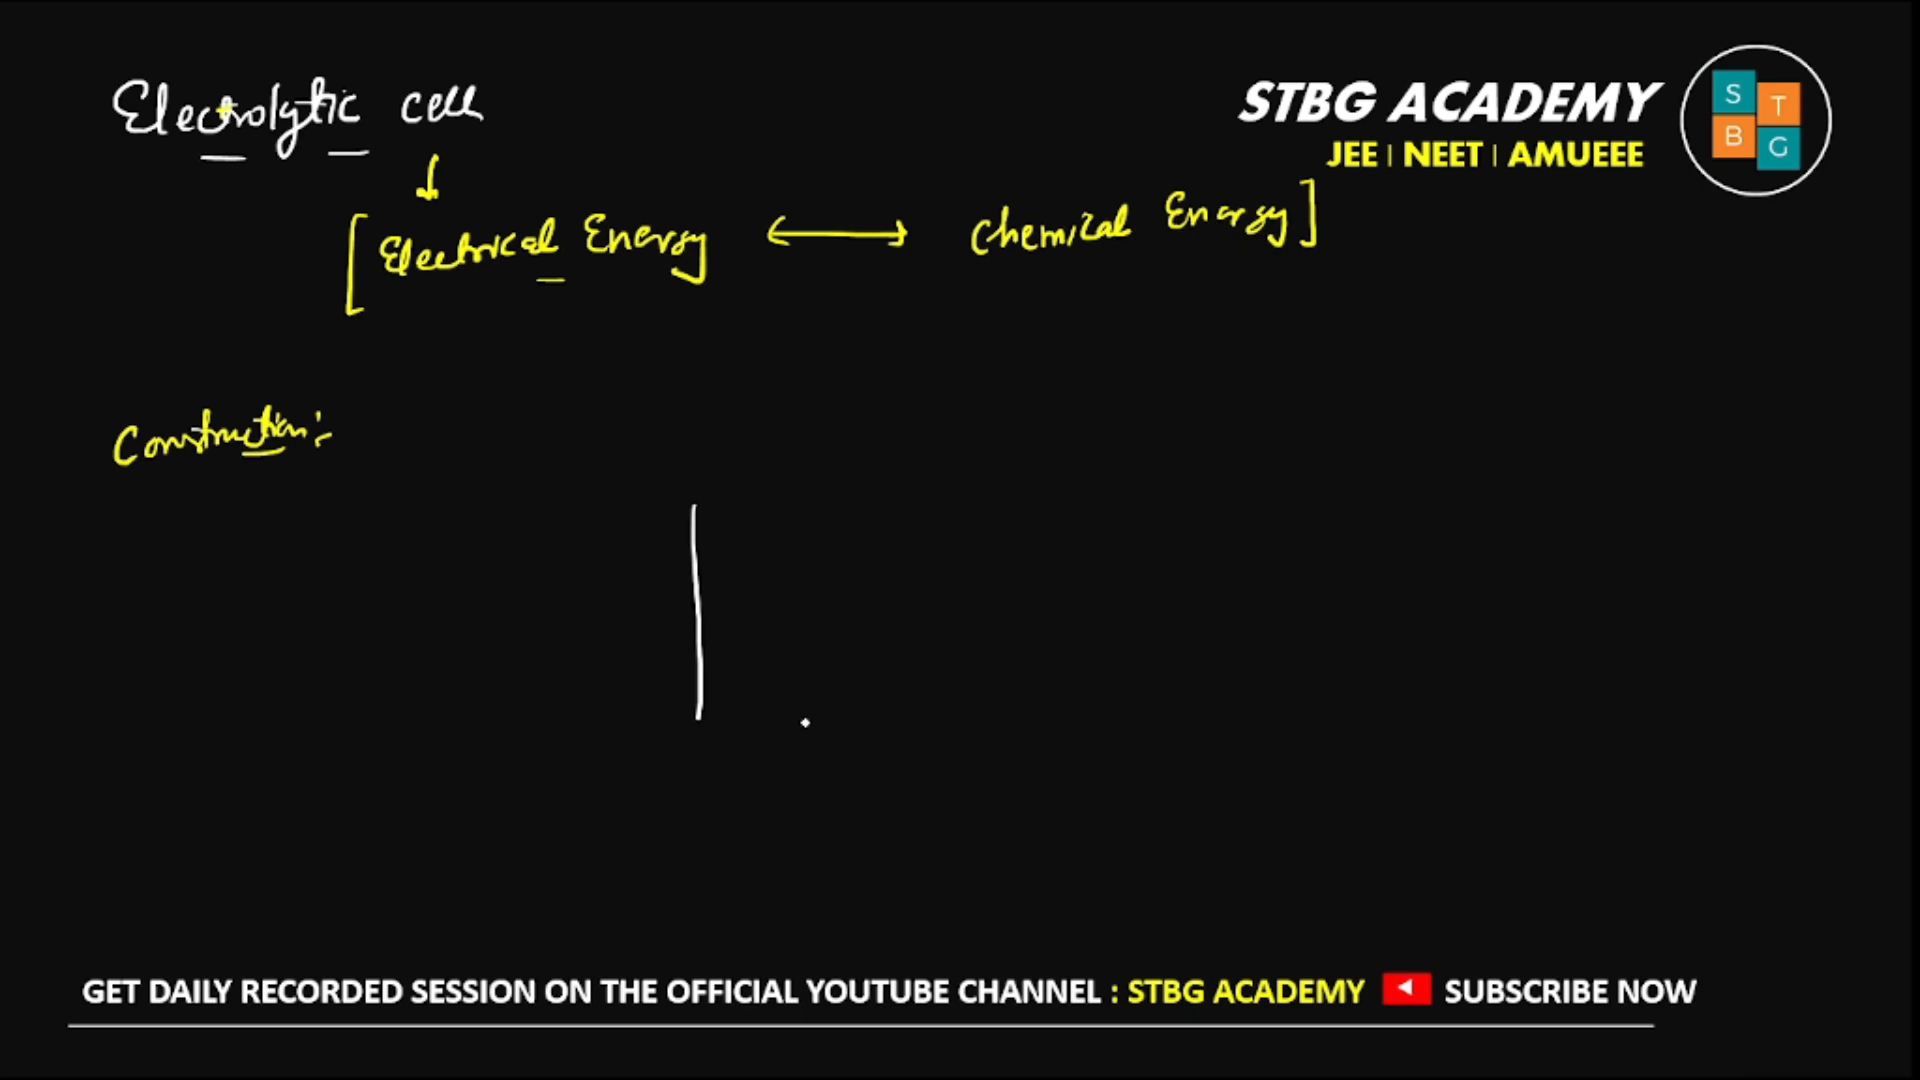 Electrolytic cell
STBG ACADEMY
JEE | NEET | AMUEEE
S T
B G
[Electrical Energy ⟷ Chemical Energy]
Construction:-
GET DAILY RECORDED SESSION ON THE OFFICIAL YOUTUBE CHANNEL : STBG ACADEMY SUBSCRIBE NOW